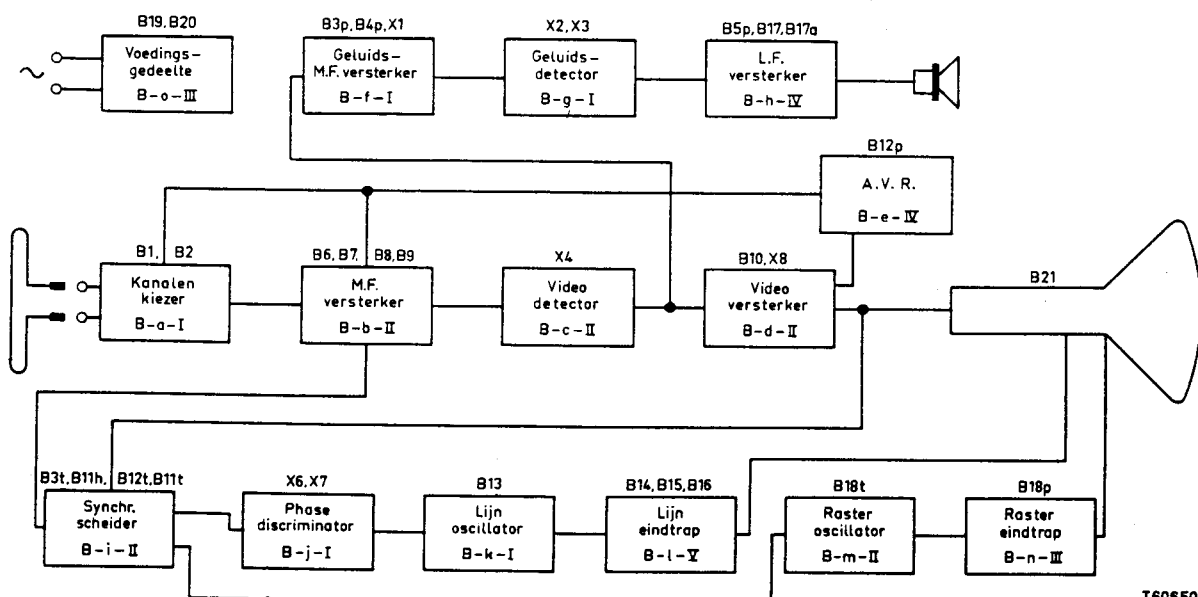 B19, B20
Voedings-
gedeelte
B-o-III
B3p, B4p, X1
Geluids-
M.F. versterker
B-f-I
X2, X3
Geluids-
detector
B-g-I
B5p, B17, B17a
L.F.
versterker
B-h-IV
B12p
A.V.R.
B-e-IV
B1, B2
Kanalen
kiezer
B-a-I
B6, B7, B8, B9
M.F.
versterker
B-b-II
X4
Video
detector
B-c-II
B10, X8
Video
versterker
B-d-II
B21
B3t, B11h, B12t, B11t
Synchr.
scheider
B-i-II
X6, X7
Phase
discriminator
B-j-I
B13
Lijn
oscillator
B-k-I
B14, B15, B16
Lijn
eindtrap
B-l-V
B18t
Raster
oscillator
B-m-II
B18p
Raster
eindtrap
B-n-III